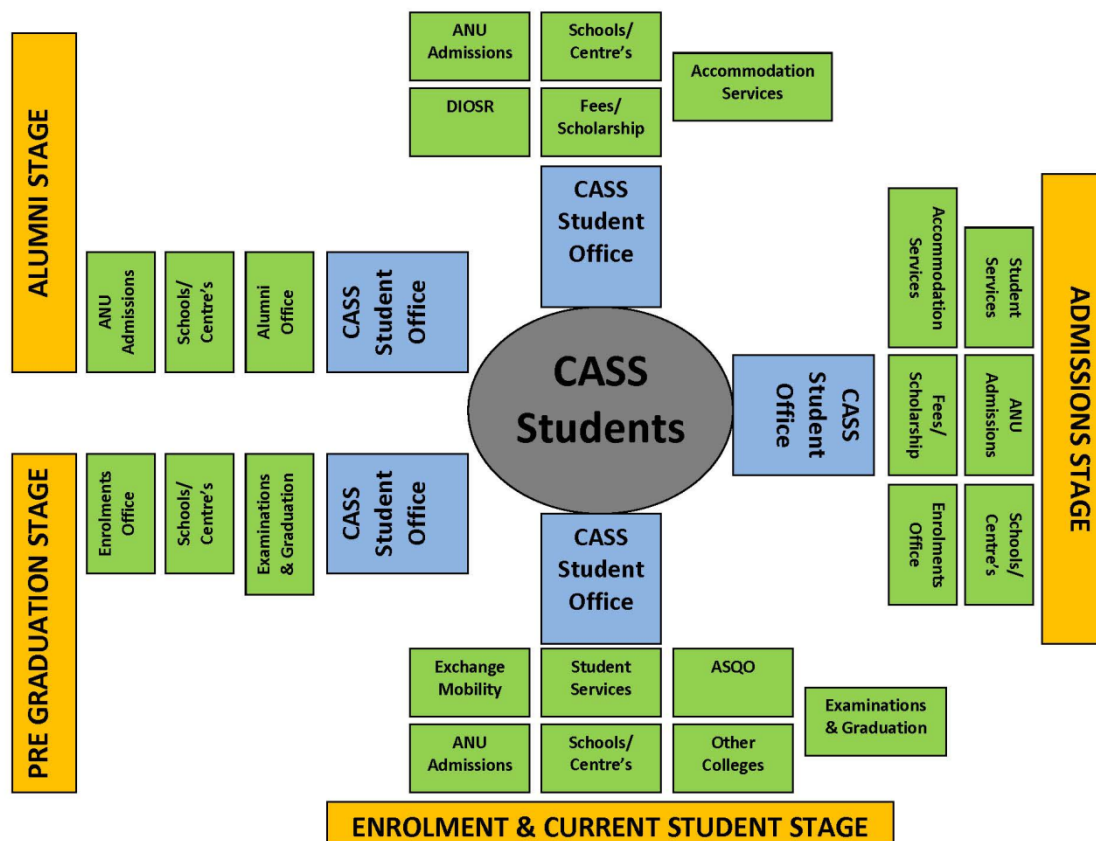 ANU
Admissions
Schools/
Centre's
Accommodation
Services
DIOSR
Fees/
Scholarship
CASS
Student
Office
ALUMNI STAGE
ANU
Admissions
Schools/
Centre's
Alumni
Office
CASS
Student
Office
CASS
Students
CASS
Student
Office
Accommodation
Services
Student
Services
Fees/
Scholarship
ANU
Admissions
Enrolments
Office
Schools/
Centre's
ADMISSIONS STAGE
PRE GRADUATION STAGE
Enrolments
Office
Schools/
Centre's
Examinations
& Graduation
CASS
Student
Office
CASS
Student
Office
Exchange
Mobility
Student
Services
ASQO
Examinations
& Graduation
ANU
Admissions
Schools/
Centre's
Other
Colleges
ENROLMENT & CURRENT STUDENT STAGE